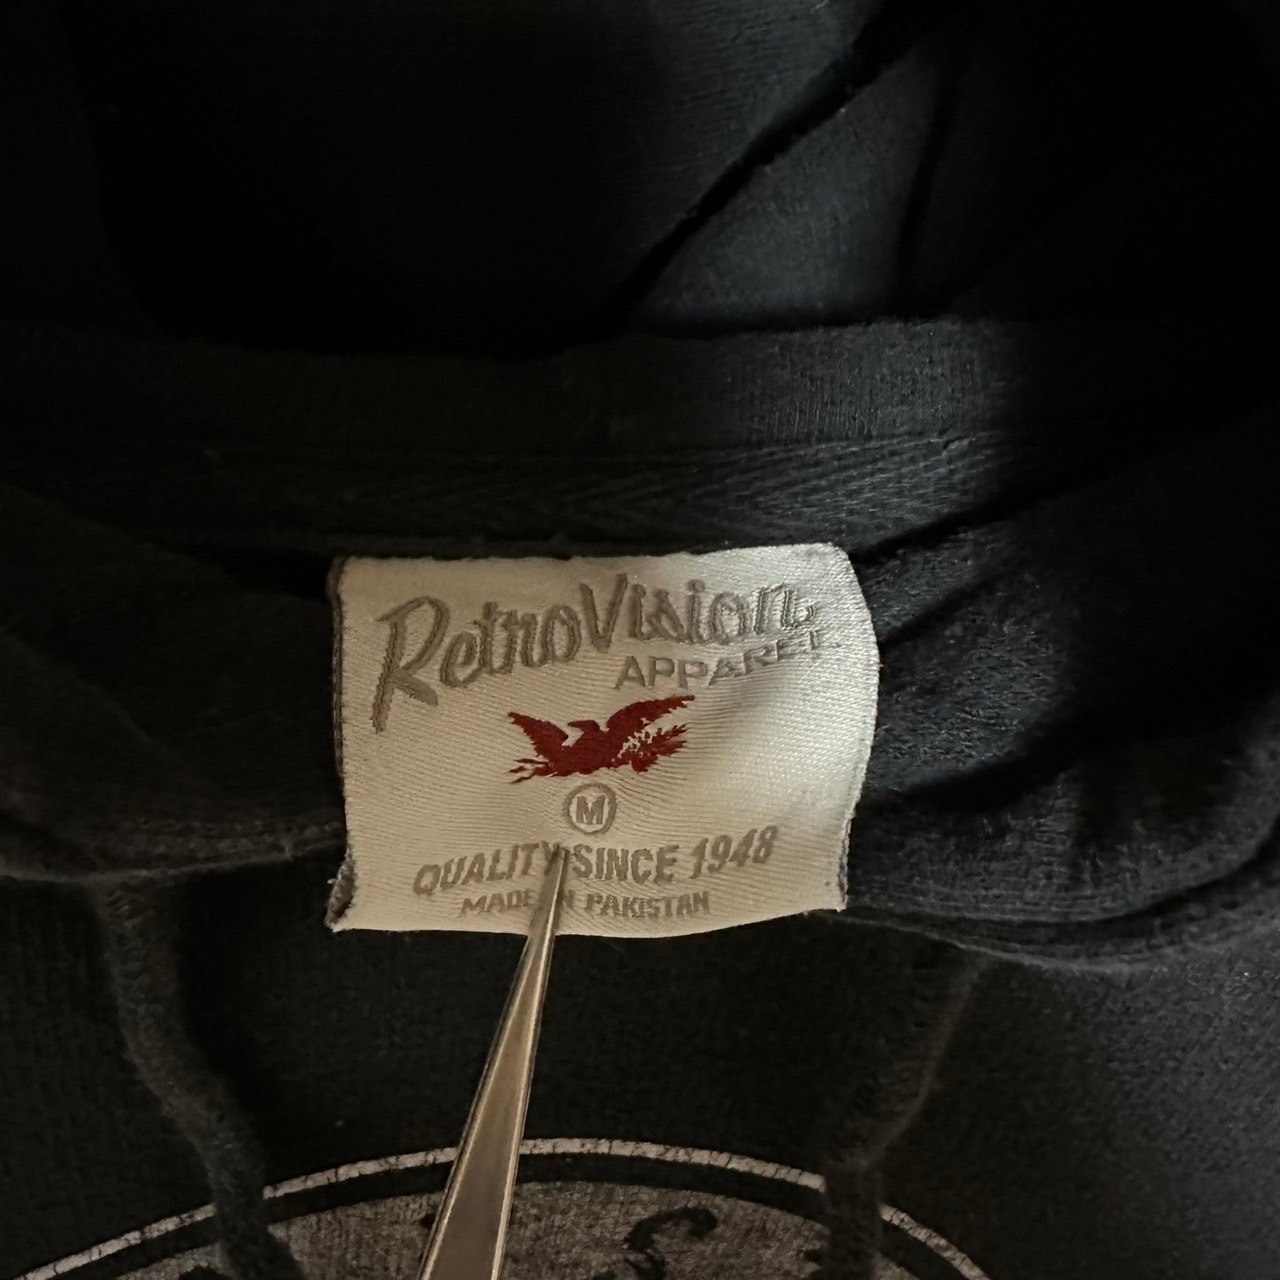 RetroVision
APPAREL
M
QUALITY SINCE 1948
MADE IN PAKISTAN